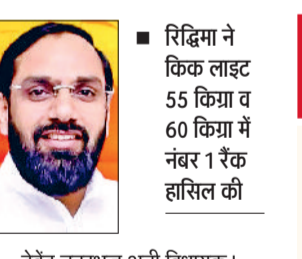 ■ रिद्धिमा ने
किक लाइट
55 किग्रा व
60 किग्रा में
नंबर 1 रैंक
हासिल की